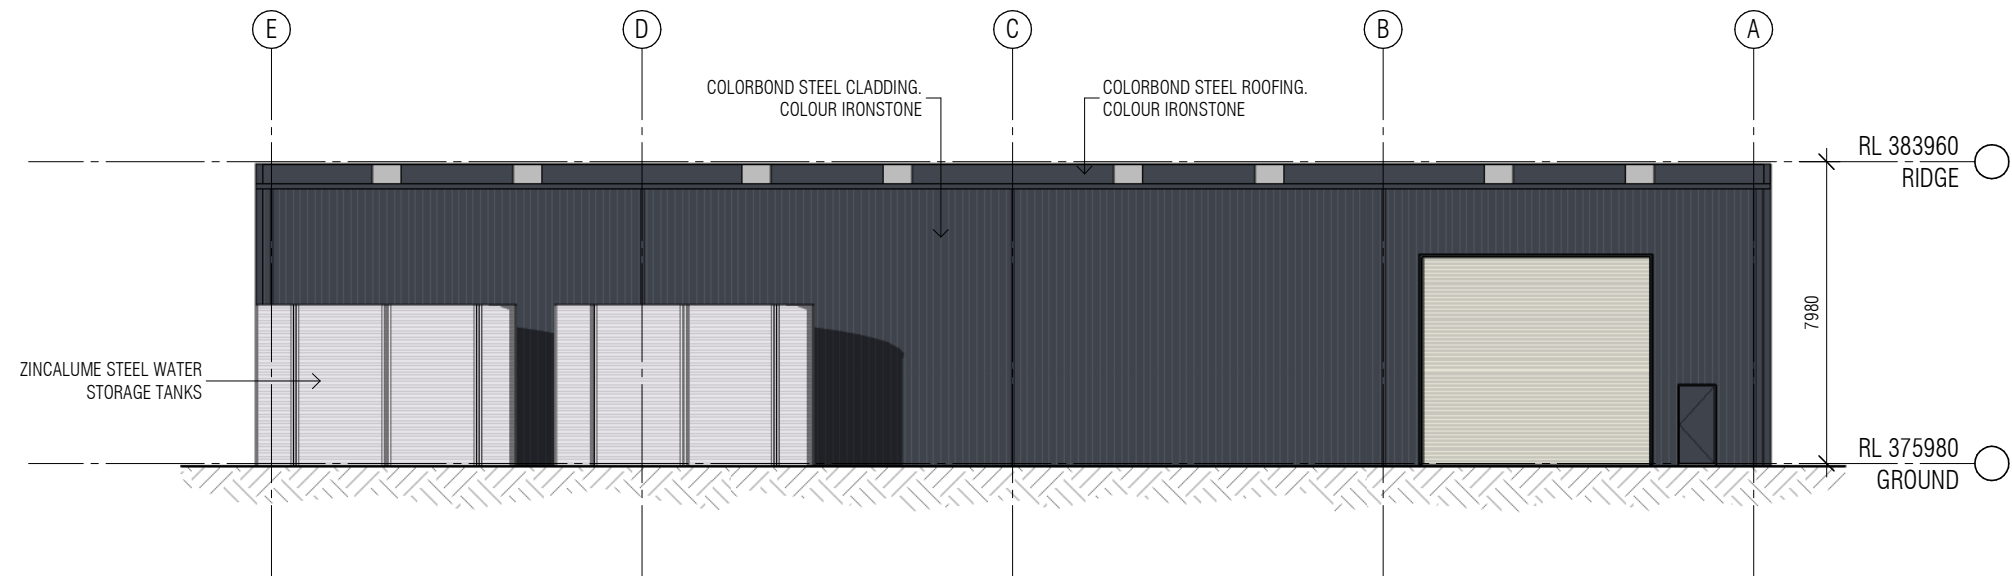 E
D
C
B
A
COLORBOND STEEL CLADDING.
COLOUR IRONSTONE
COLORBOND STEEL ROOFING.
COLOUR IRONSTONE
RL 383960
RIDGE
7980
ZINCALUME STEEL WATER
STORAGE TANKS
RL 375980
GROUND